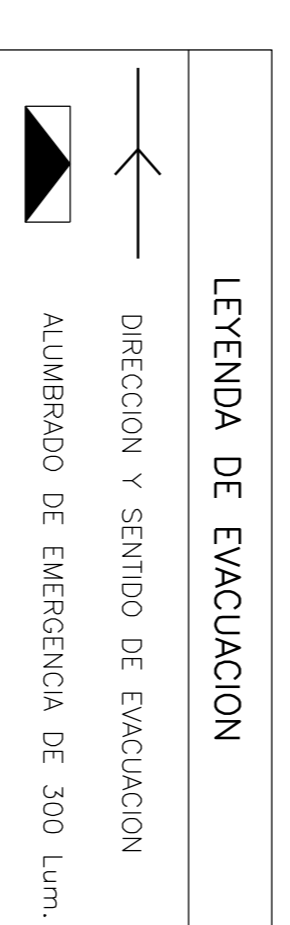 LEYENDA DE EVACUACION
DIRECCION Y SENTIDO DE EVACUACION
ALUMBRADO DE EMERGENCIA DE 300 Lum.